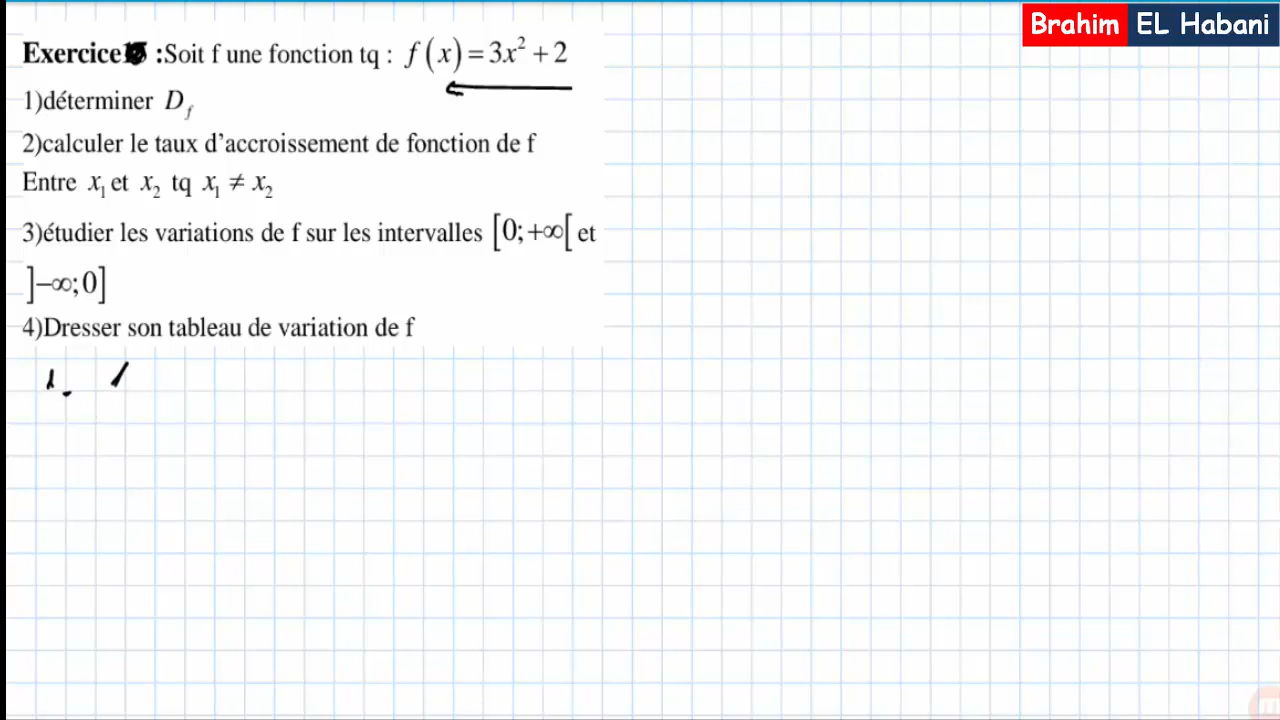 Brahim EL Habani
Exercice :Soit f une fonction tq : f(x)=3x²+2
1)déterminer D_f
2)calculer le taux d'accroissement de fonction de f
Entre x₁ et x₂ tq x₁ ≠ x₂
3)étudier les variations de f sur les intervalles [0;+∞[ et
]−∞;0]
4)Dresser son tableau de variation de f
1.